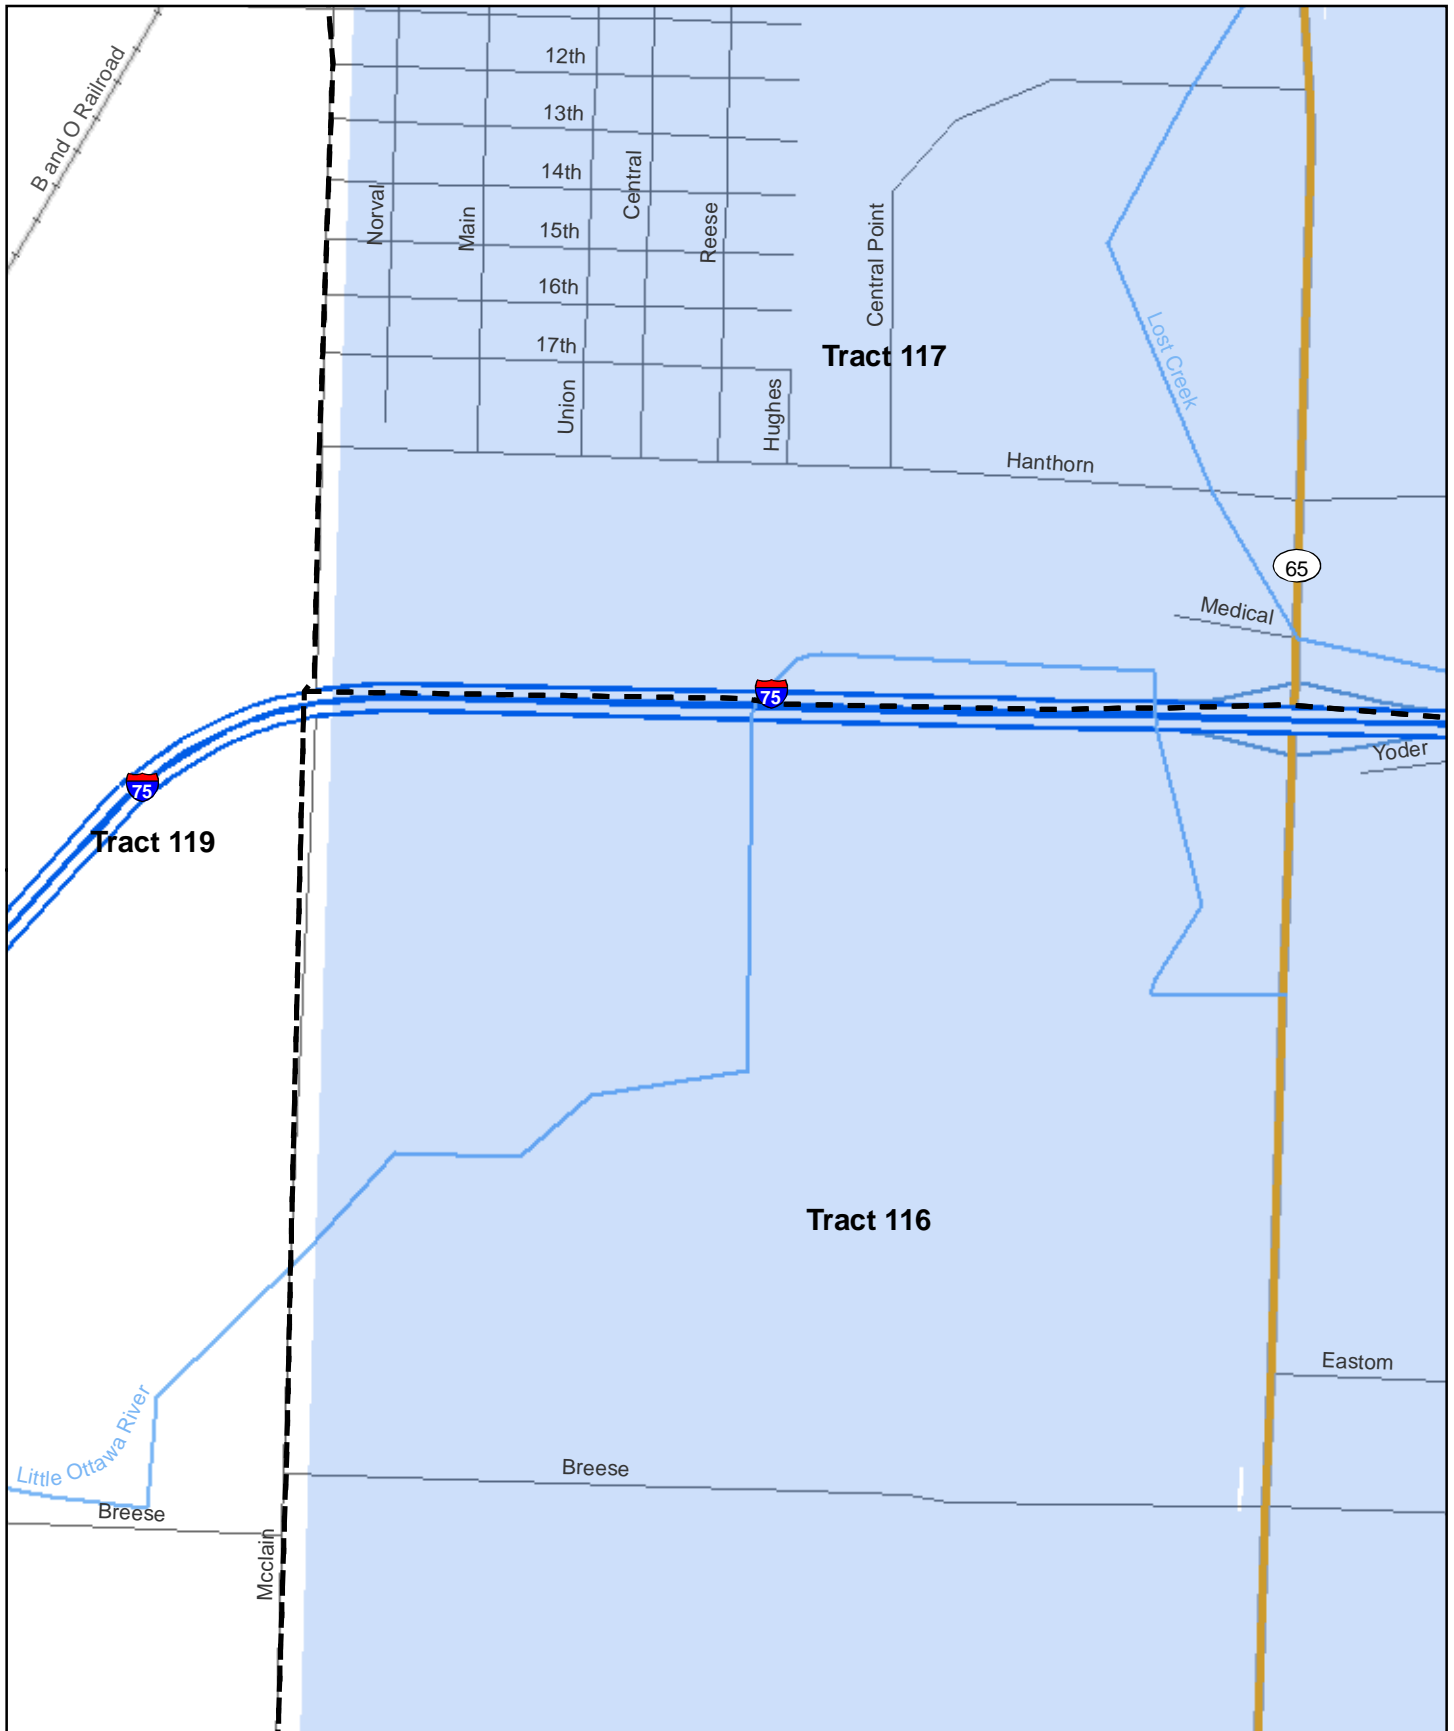 B and O Railroad
12th
13th
14th
Central
Norval
Main
Reese
15th
Central Point
16th
Lost Creek
17th
Tract 117
Union
Hughes
Hanthorn
65
Medical
75
Yoder
75
Tract 119
Tract 116
Eastom
Little Ottawa River
Breese
Breese
Mcclain